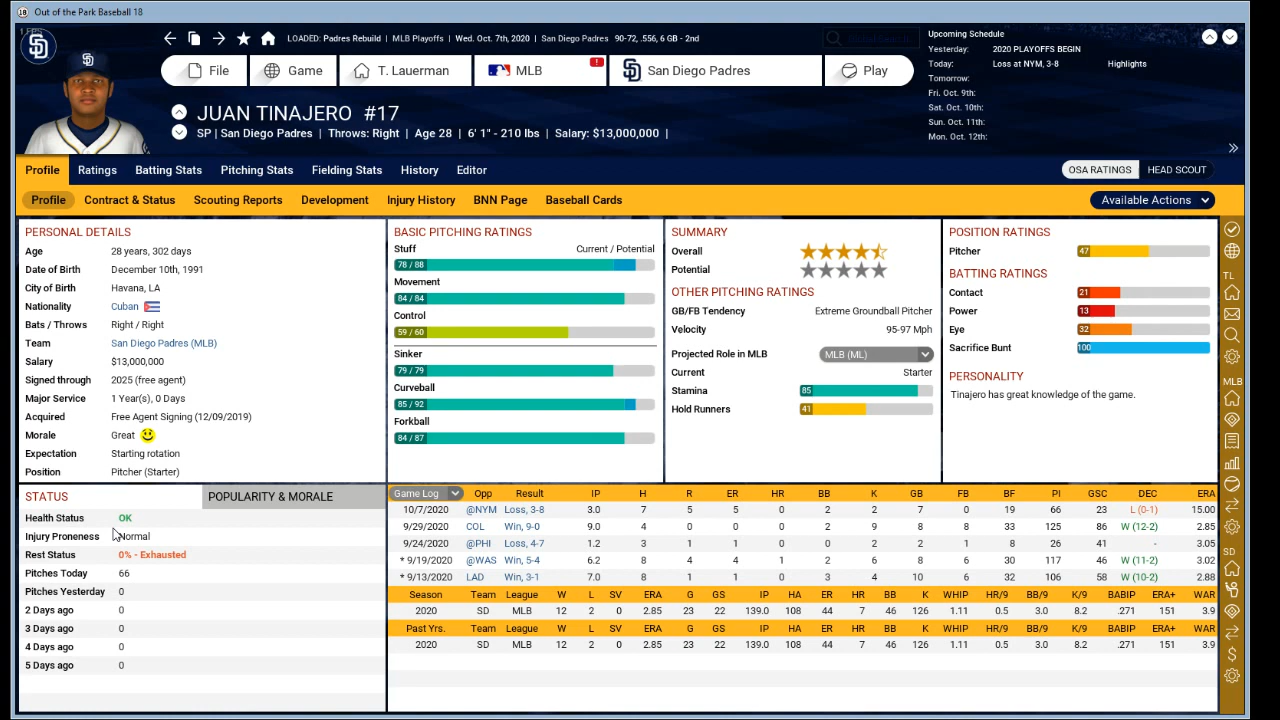 18 Out of the Park Baseball 18
LOADED: Padres Rebuild | MLB Playoffs | Wed. Oct. 7th, 2020 | San Diego Padres 90-72, .556, 6 GB - 2nd
File Game T. Lauerman MLB ! San Diego Padres Play
Upcoming Schedule
Yesterday: 2020 PLAYOFFS BEGIN
Today: Loss at NYM, 3-8 Highlights
Tomorrow:
Fri. Oct. 9th:
Sat. Oct. 10th:
Sun. Oct. 11th:
Mon. Oct. 12th:
JUAN TINAJERO #17
SP | San Diego Padres | Throws: Right | Age 28 | 6' 1" - 210 lbs | Salary: $13,000,000 |
Profile Ratings Batting Stats Pitching Stats Fielding Stats History Editor OSA RATINGS HEAD SCOUT
Profile Contract & Status Scouting Reports Development Injury History BNN Page Baseball Cards Available Actions
PERSONAL DETAILS
Age 28 years, 302 days
Date of Birth December 10th, 1991
City of Birth Havana, LA
Nationality Cuban
Bats / Throws Right / Right
Team San Diego Padres (MLB)
Salary $13,000,000
Signed through 2025 (free agent)
Major Service 1 Year(s), 0 Days
Acquired Free Agent Signing (12/09/2019)
Morale Great
Expectation Starting rotation
Position Pitcher (Starter)
BASIC PITCHING RATINGS
Stuff Current / Potential
78 / 88
Movement
84 / 84
Control
59 / 60
Sinker
79 / 79
Curveball
85 / 92
Forkball
84 / 87
SUMMARY
Overall
Potential
OTHER PITCHING RATINGS
GB/FB Tendency Extreme Groundball Pitcher
Velocity 95-97 Mph
Projected Role in MLB MLB (ML)
Current Starter
Stamina 85
Hold Runners 41
POSITION RATINGS
Pitcher 47
BATTING RATINGS
Contact 21
Power 13
Eye 32
Sacrifice Bunt 100
PERSONALITY
Tinajero has great knowledge of the game.
TL
MLB
SD
STATUS POPULARITY & MORALE
Health Status OK
Injury Proneness Normal
Rest Status 0% - Exhausted
Pitches Today 66
Pitches Yesterday 0
2 Days ago 0
3 Days ago 0
4 Days ago 0
5 Days ago 0
Game Log Opp Result IP H R ER HR BB K GB FB BF PI GSC DEC ERA
10/7/2020 @NYM Loss, 3-8 3.0 7 5 5 0 2 2 7 0 19 66 23 L (0-1) 15.00
9/29/2020 COL Win, 9-0 9.0 4 0 0 0 2 9 8 8 33 125 86 W (12-2) 2.85
9/24/2020 @PHI Loss, 4-7 1.2 3 1 1 0 0 2 2 1 8 26 41 - 3.05
* 9/19/2020 @WAS Win, 5-4 6.2 8 4 4 1 2 6 8 6 30 117 46 W (11-2) 3.02
* 9/13/2020 LAD Win, 3-1 7.0 8 1 1 0 3 4 10 6 32 106 58 W (10-2) 2.88
Season Team League W L SV ERA G GS IP HA ER HR BB K WHIP HR/9 BB/9 K/9 BABIP ERA+ WAR
2020 SD MLB 12 2 0 2.85 23 22 139.0 108 44 7 46 126 1.11 0.5 3.0 8.2 .271 151 3.9
Past Yrs. Team League W L SV ERA G GS IP HA ER HR BB K WHIP HR/9 BB/9 K/9 BABIP ERA+ WAR
2020 SD MLB 12 2 0 2.85 23 22 139.0 108 44 7 46 126 1.11 0.5 3.0 8.2 .271 151 3.9